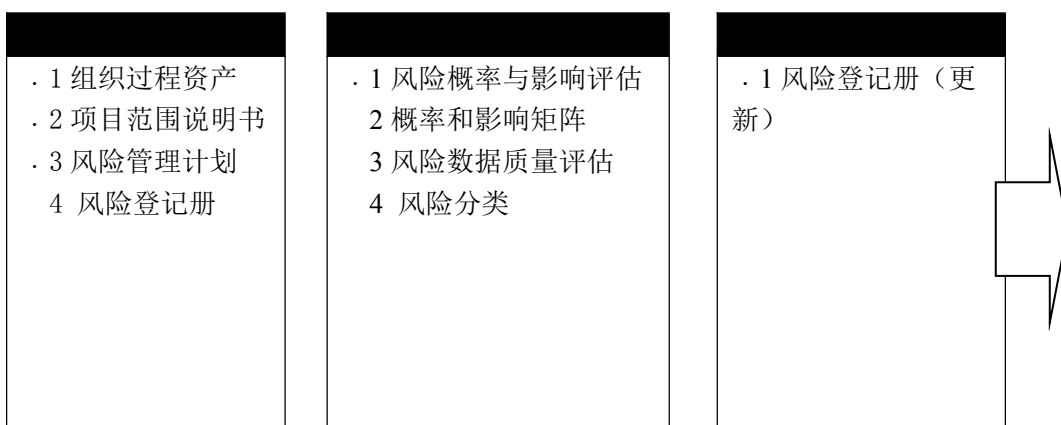 . 1 组织过程资产
. 2 项目范围说明书
. 3 风险管理计划
4 风险登记册
. 1 风险概率与影响评估
2 概率和影响矩阵
3 风险数据质量评估
4 风险分类
. 1 风险登记册（更
新）